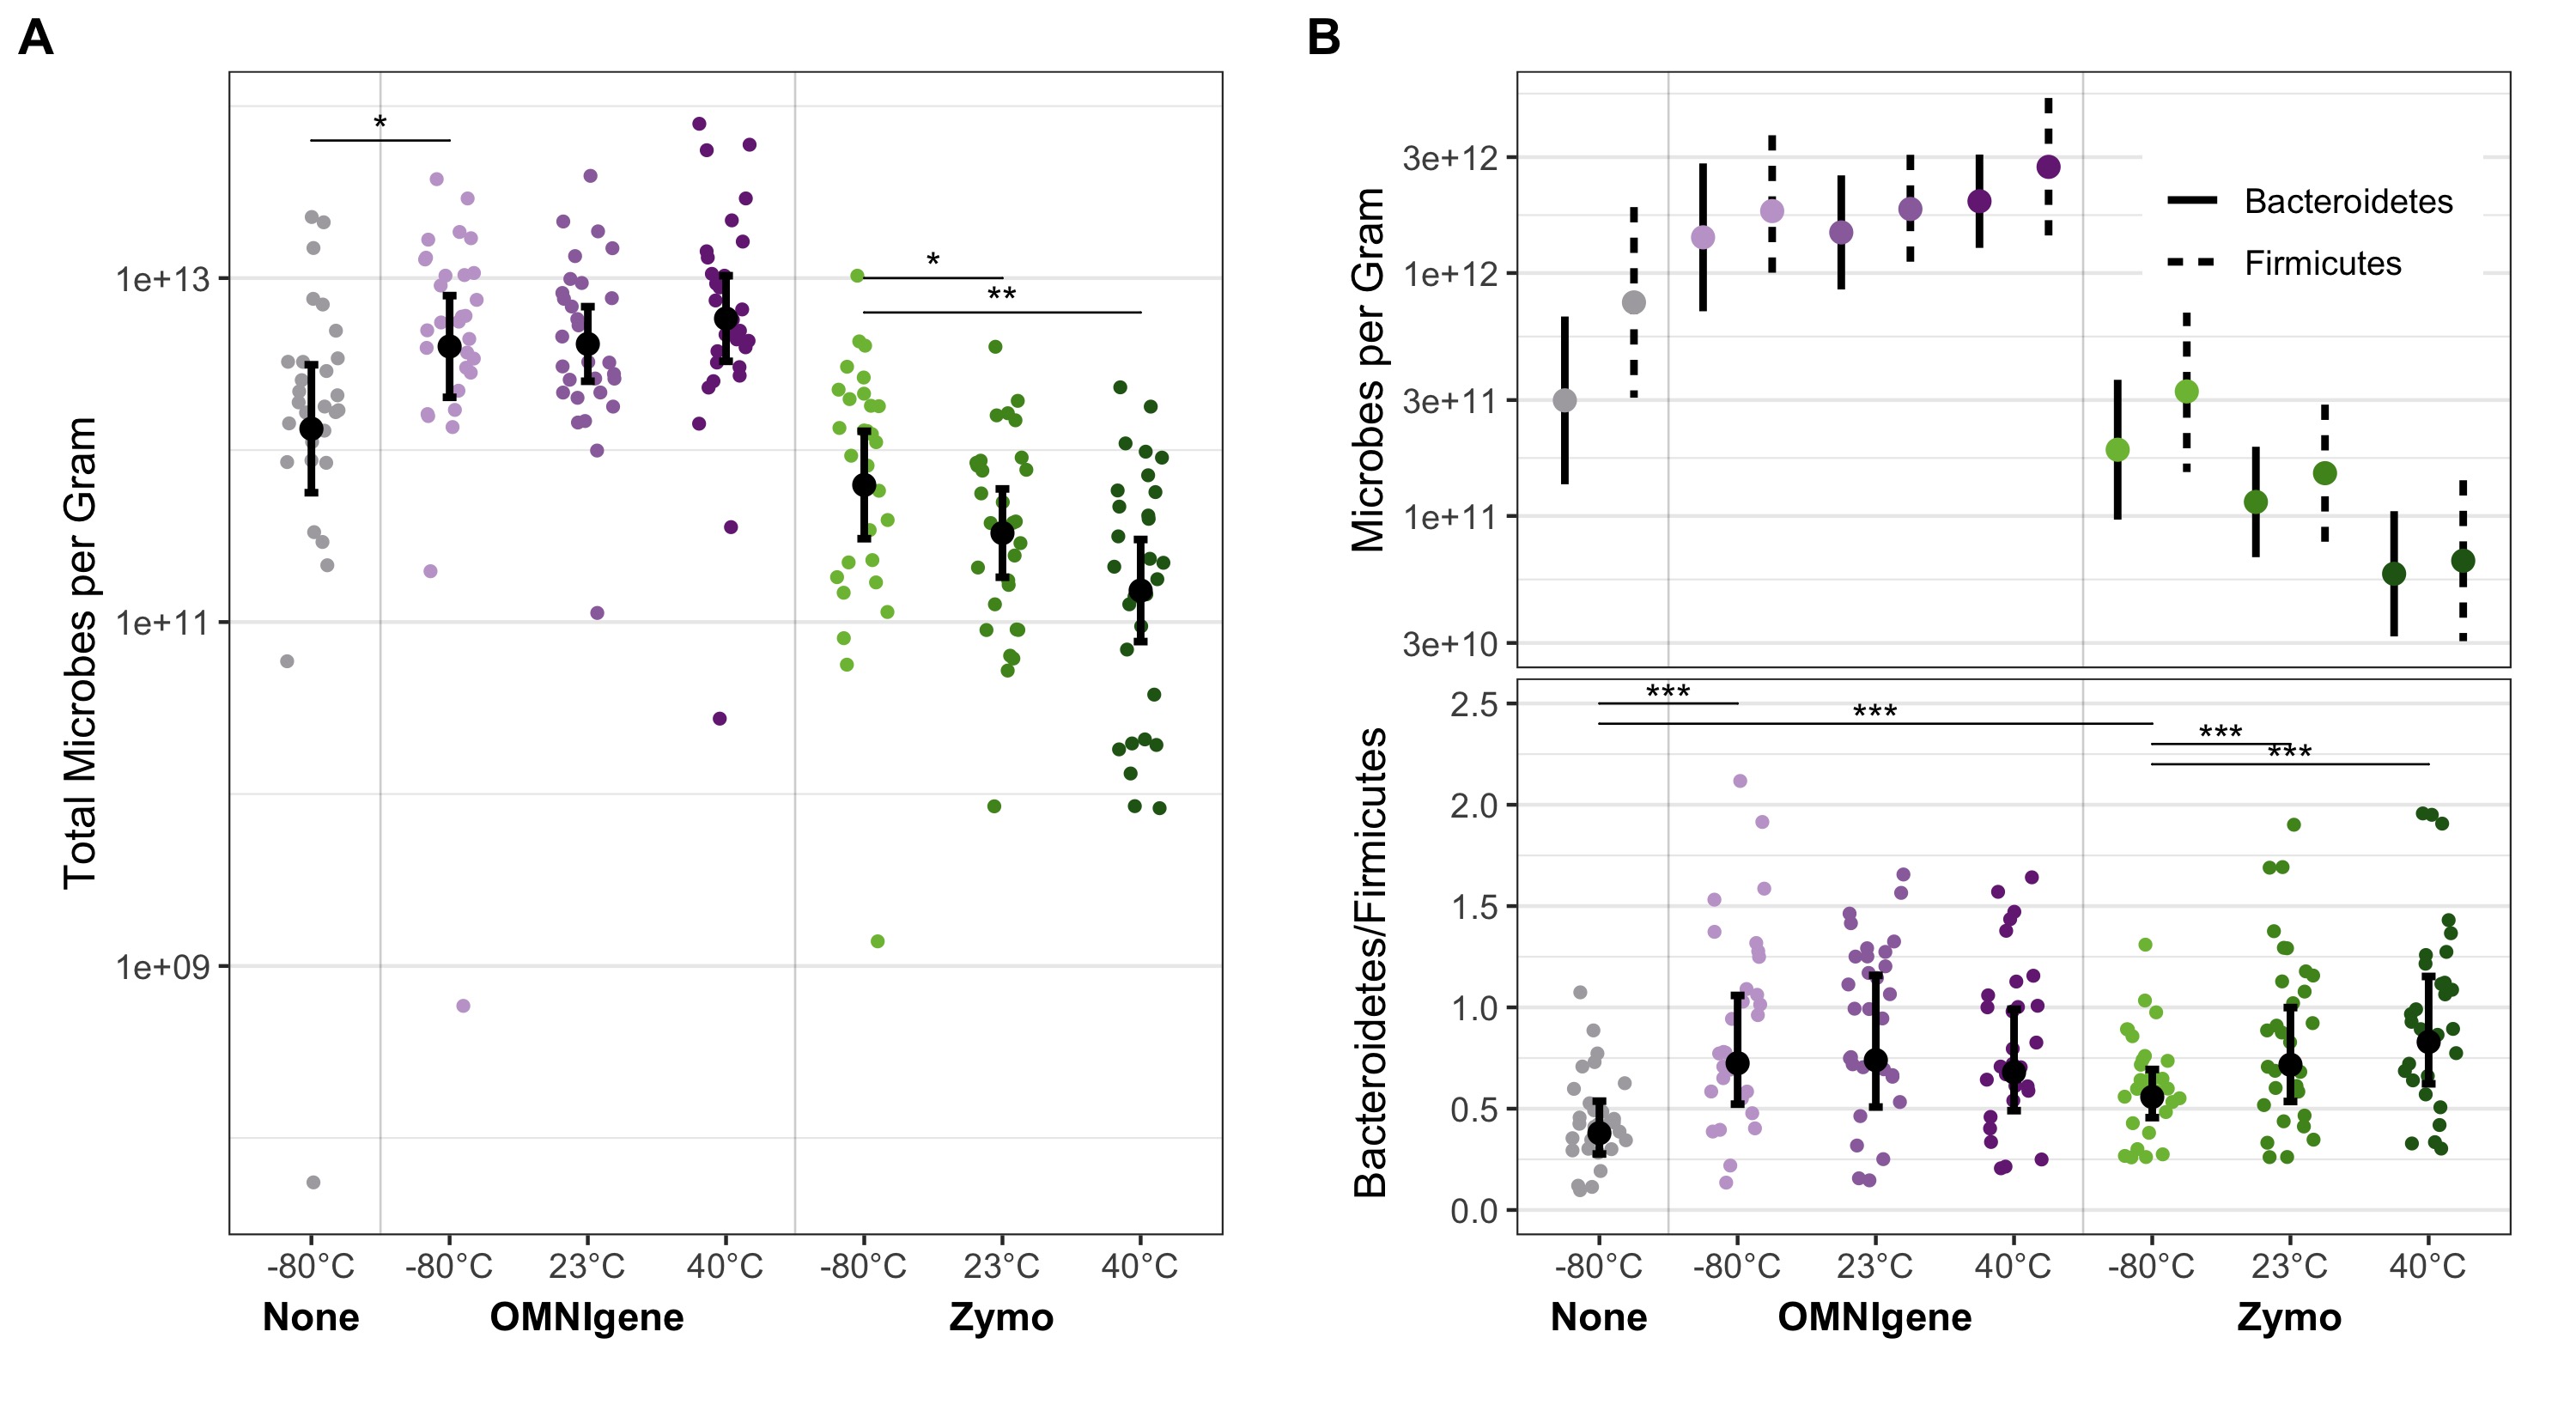 A
Total Microbes per Gram
1e+13
1e+11
1e+09
*
*
**
-80°C -80°C 23°C 40°C -80°C 23°C 40°C
None OMNIgene Zymo
B
Microbes per Gram
3e+12
1e+12
3e+11
1e+11
3e+10
Bacteroidetes
Firmicutes
Bacteroidetes/Firmicutes
2.5
2.0
1.5
1.0
0.5
0.0
***
***
***
***
-80°C -80°C 23°C 40°C -80°C 23°C 40°C
None OMNIgene Zymo